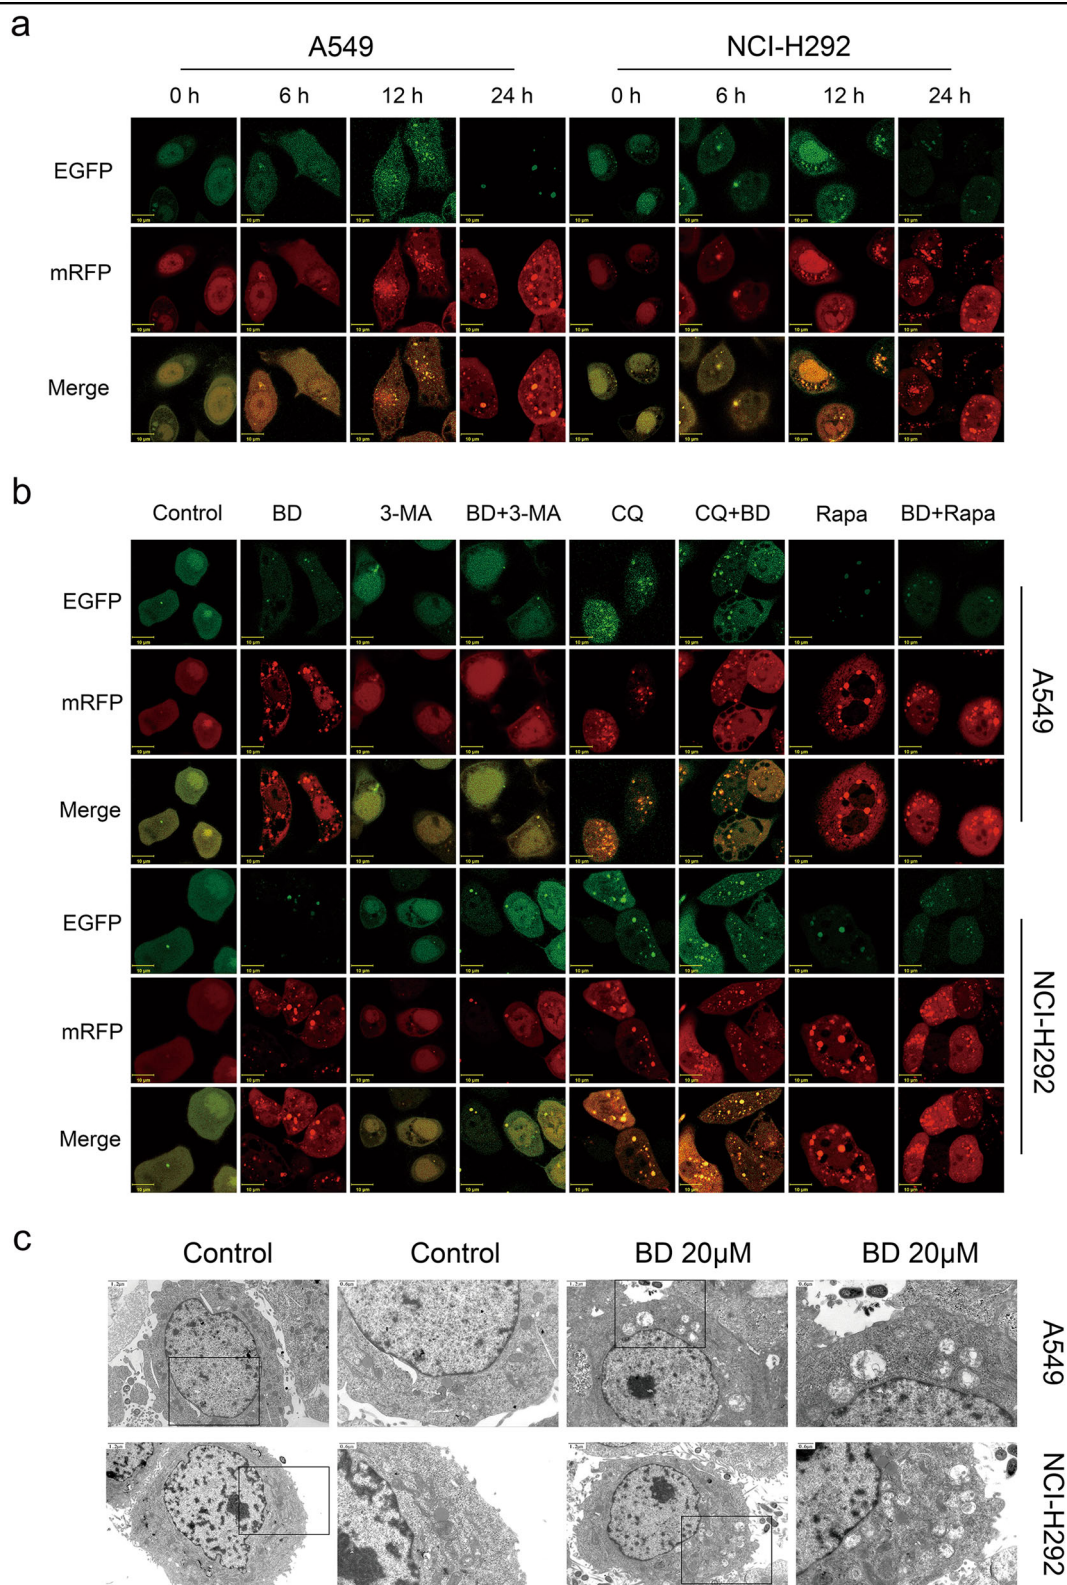 a
A549 NCI-H292
0 h 6 h 12 h 24 h 0 h 6 h 12 h 24 h
EGFP
mRFP
Merge
b
Control BD 3-MA BD+3-MA CQ CQ+BD Rapa BD+Rapa
EGFP
mRFP
Merge
A549
EGFP
mRFP
Merge
NCI-H292
c
Control Control BD 20μM BD 20μM
A549
NCI-H292